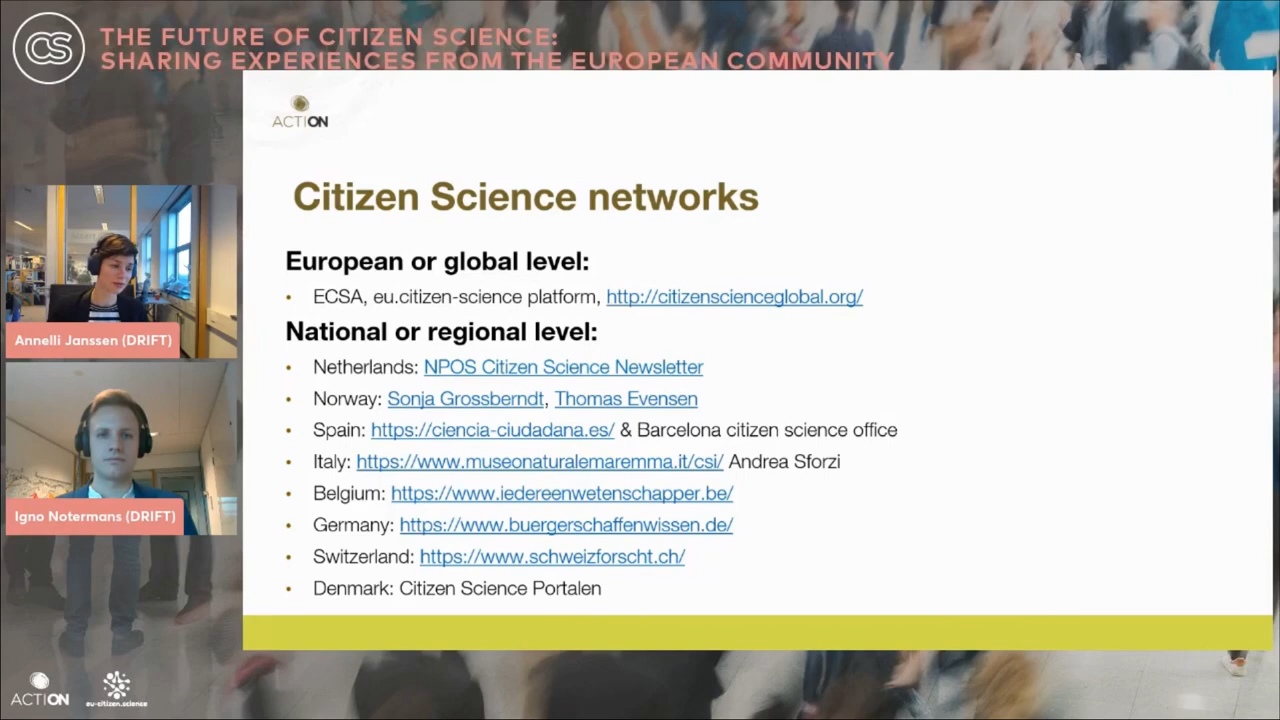 CS
THE FUTURE OF CITIZEN SCIENCE:
SHARING EXPERIENCES FROM THE EUROPEAN COMMUNITY
ACTION
Citizen Science networks
European or global level:
• ECSA, eu.citizen-science platform, http://citizenscienceglobal.org/
National or regional level:
• Netherlands: NPOS Citizen Science Newsletter
• Norway: Sonja Grossberndt, Thomas Evensen
• Spain: https://ciencia-ciudadana.es/ & Barcelona citizen science office
• Italy: https://www.museonaturalemaremma.it/csi/ Andrea Sforzi
• Belgium: https://www.iedereenwetenschapper.be/
• Germany: https://www.buergerschaffenwissen.de/
• Switzerland: https://www.schweizforscht.ch/
• Denmark: Citizen Science Portalen
Annelli Janssen (DRIFT)
Igno Notermans (DRIFT)
ACTION
eu-citizen.science